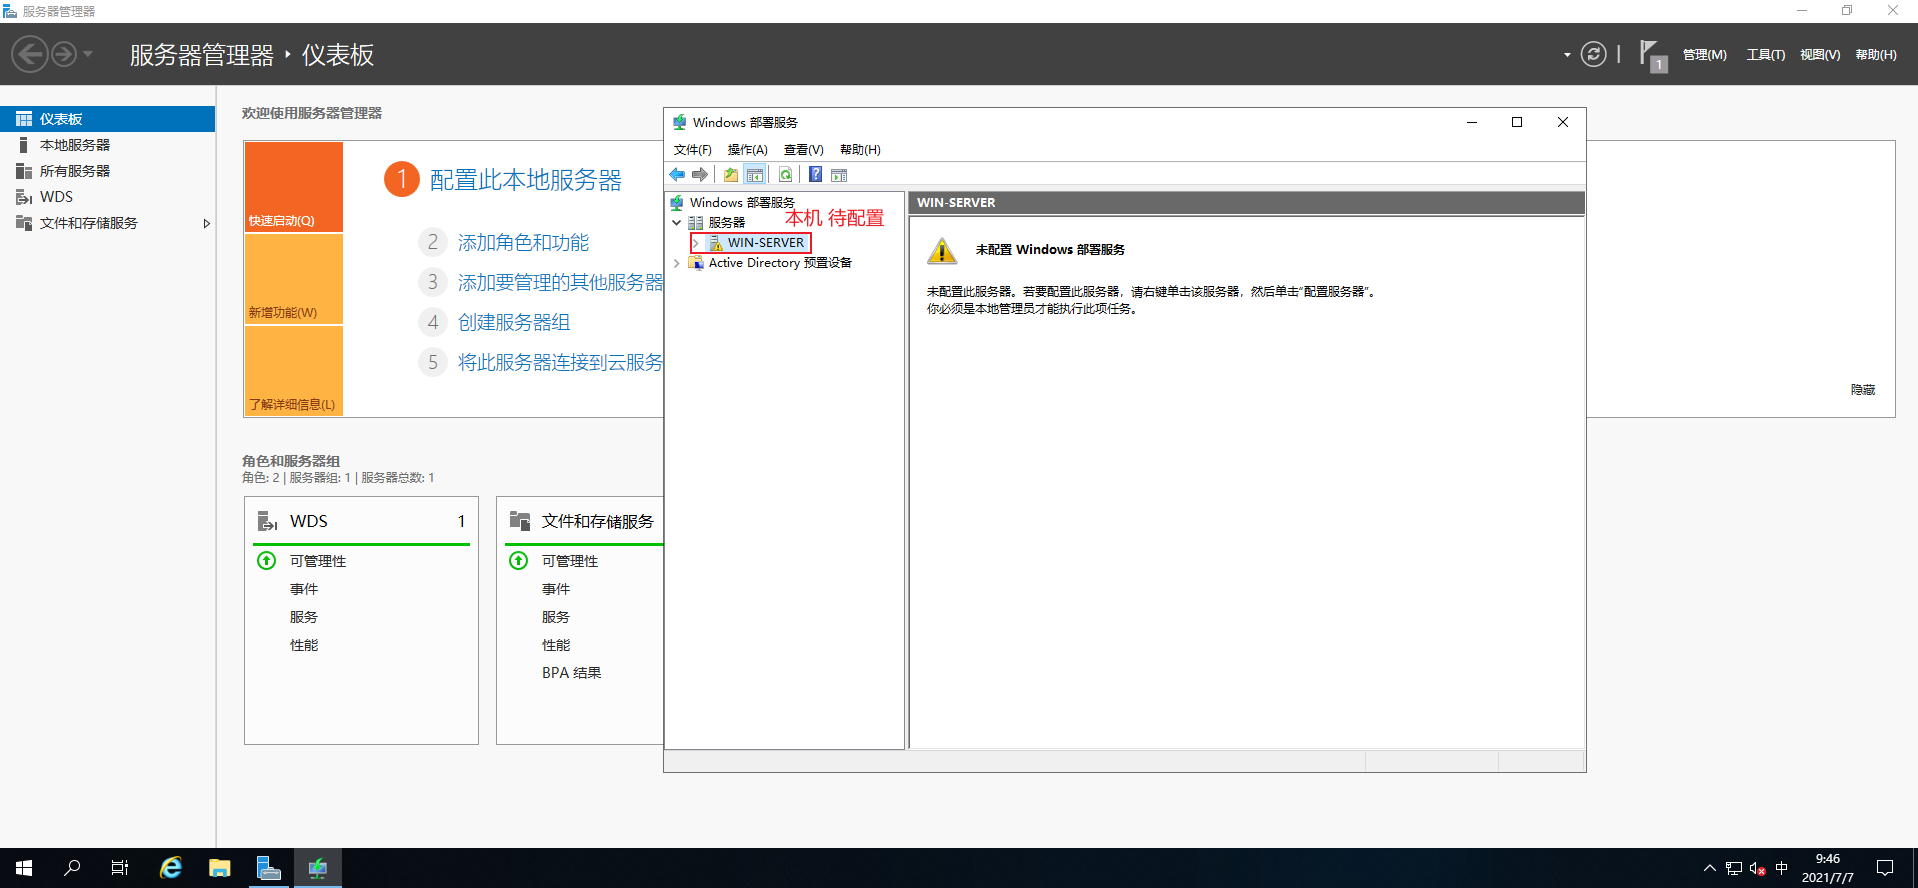 服务器管理器
服务器管理器 ‣ 仪表板
1
管理(M) 工具(T) 视图(V) 帮助(H)
仪表板
本地服务器
所有服务器
WDS
文件和存储服务
欢迎使用服务器管理器
快速启动(Q)
新增功能(W)
了解详细信息(L)
1 配置此本地服务器
2 添加角色和功能
3 添加要管理的其他服务器
4 创建服务器组
5 将此服务器连接到云服务
隐藏
角色和服务器组
角色: 2 | 服务器组: 1 | 服务器总数: 1
WDS 1
可管理性
事件
服务
性能
文件和存储服务
可管理性
事件
服务
性能
BPA 结果
Windows 部署服务
文件(F) 操作(A) 查看(V) 帮助(H)
Windows 部署服务
服务器
本机 待配置
WIN-SERVER
Active Directory 预置设备
WIN-SERVER
未配置 Windows 部署服务
未配置此服务器。若要配置此服务器，请右键单击该服务器，然后单击“配置服务器”。
你必须是本地管理员才能执行此项任务。
中
9:46
2021/7/7